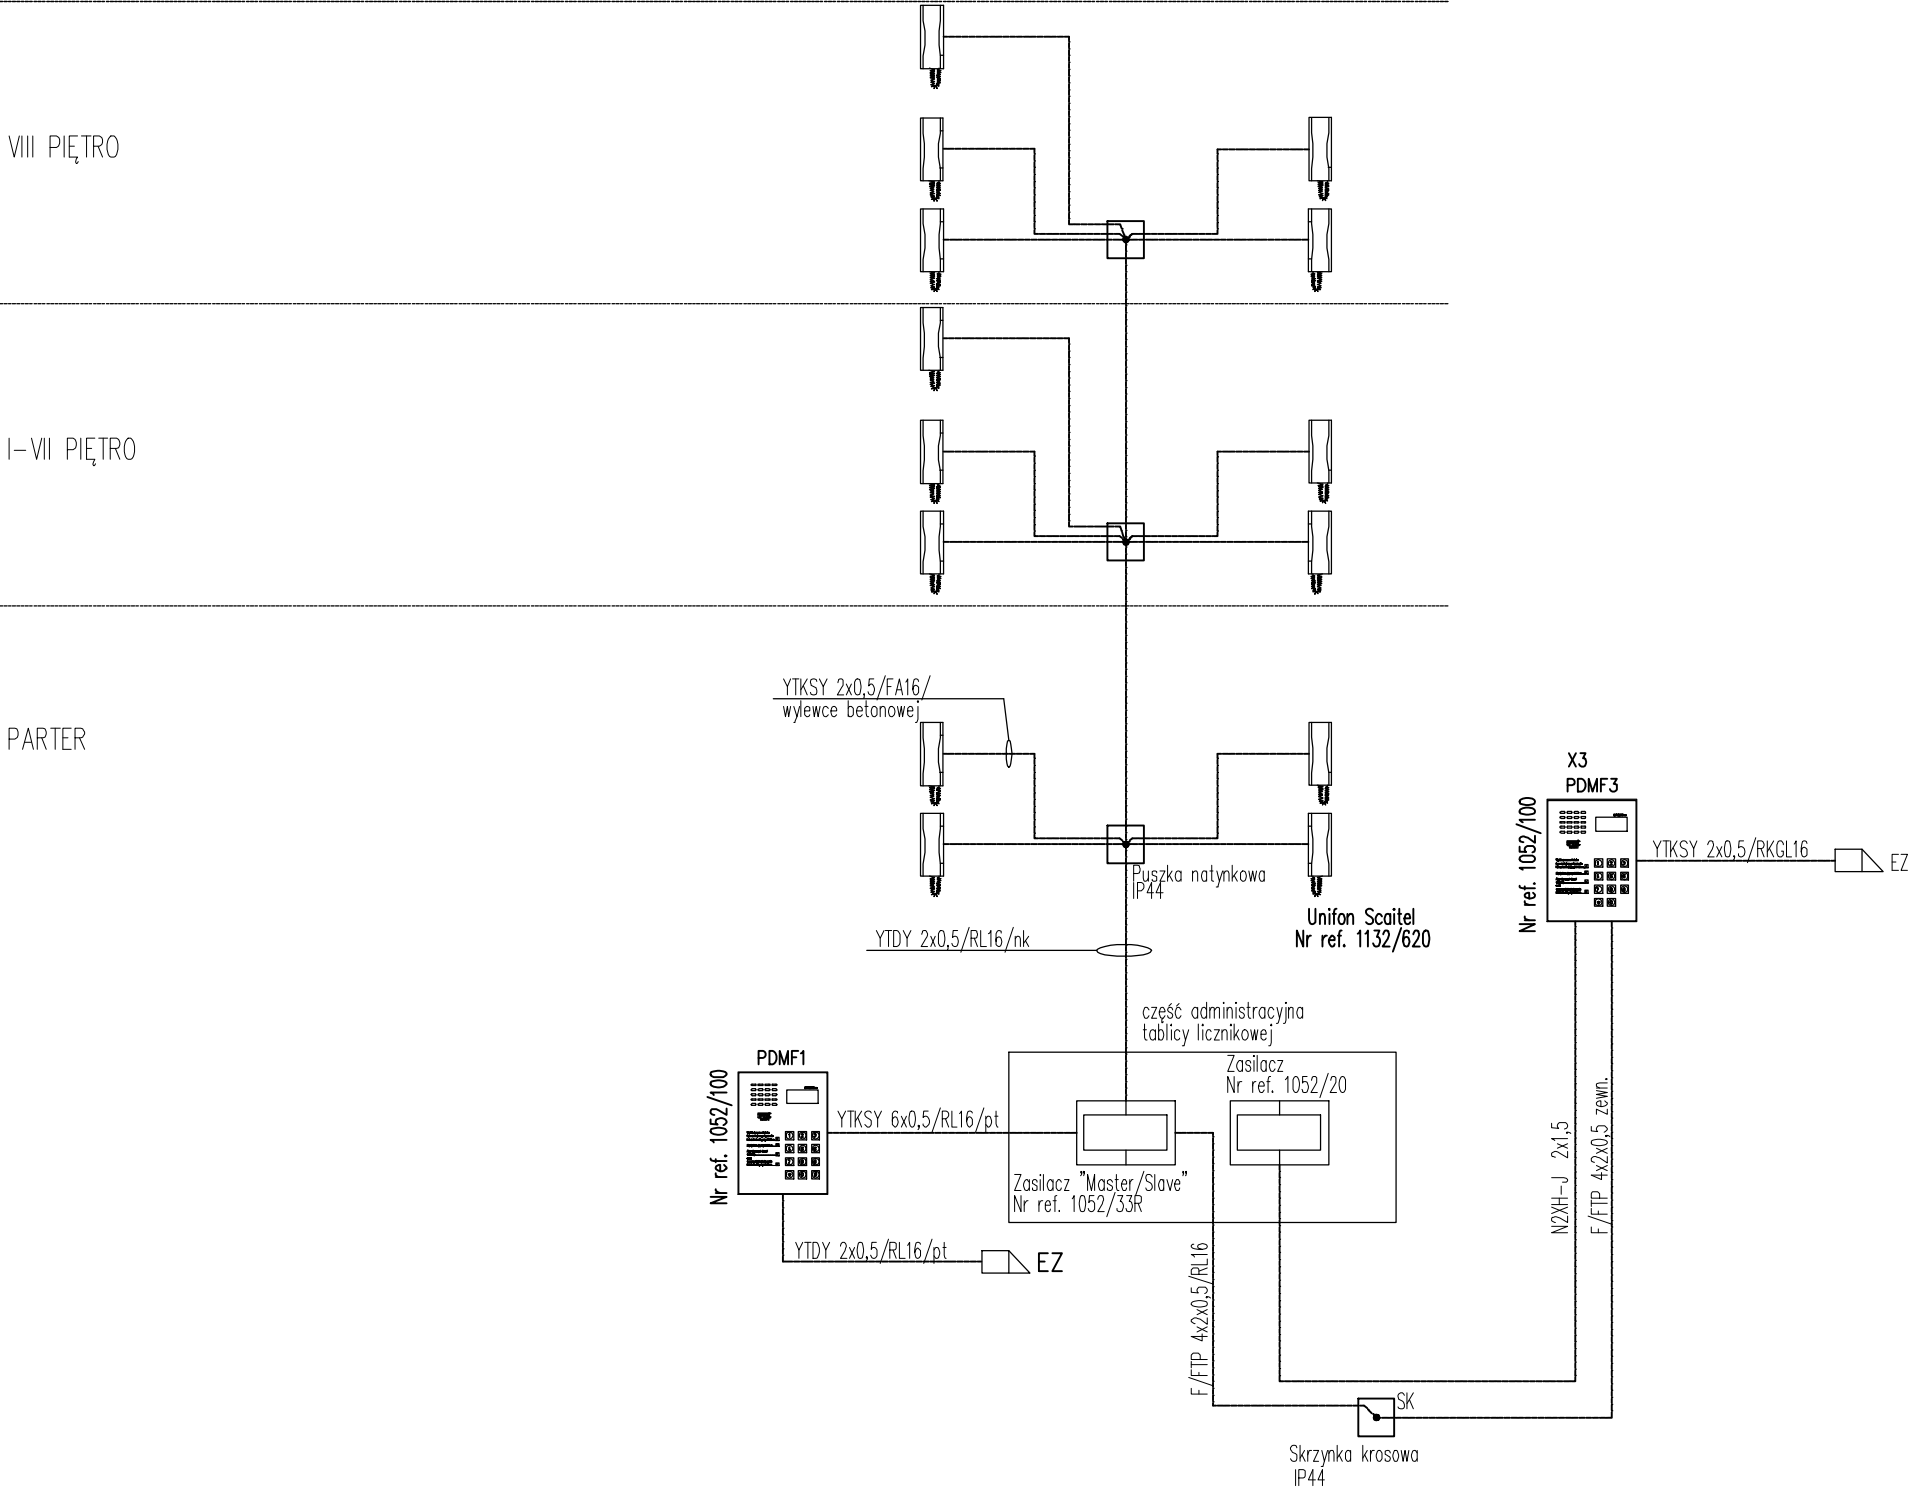 VIII PIĘTRO
I-VII PIĘTRO
PARTER
YTKSY 2x0,5/FA16/
wylewce betonowej
Puszka natynkowa
IP44
Unifon Scaitel
Nr ref. 1132/620
YTDY 2x0,5/RL16/nk
część administracyjna
tablicy licznikowej
X3
PDMF3
Nr ref. 1052/100
YTKSY 2x0,5/RKGL16
EZ
PDMF1
Nr ref. 1052/100
YTKSY 6x0,5/RL16/pt
Zasilacz
Nr ref. 1052/20
Zasilacz "Master/Slave"
Nr ref. 1052/33R
YTDY 2x0,5/RL16/pt
EZ
F/FTP 4x2x0,5/RL16
N2XH-J 2x1,5
F/FTP 4x2x0,5 zewn.
SK
Skrzynka krosowa
IP44